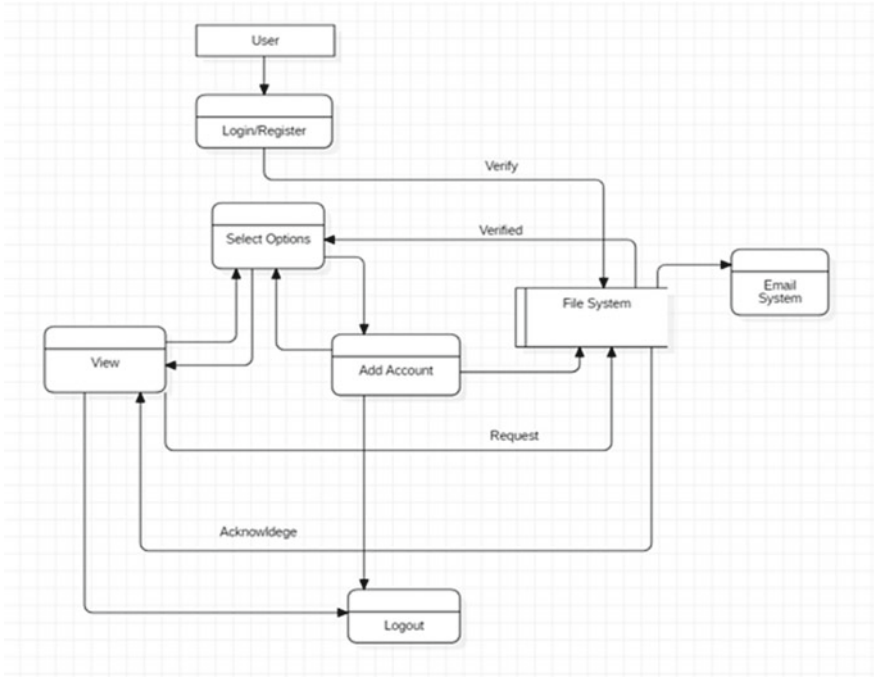 User
Login/Register
Verify
Select Options
Verified
Email
System
File System
View
Add Account
Request
Acknowldege
Logout